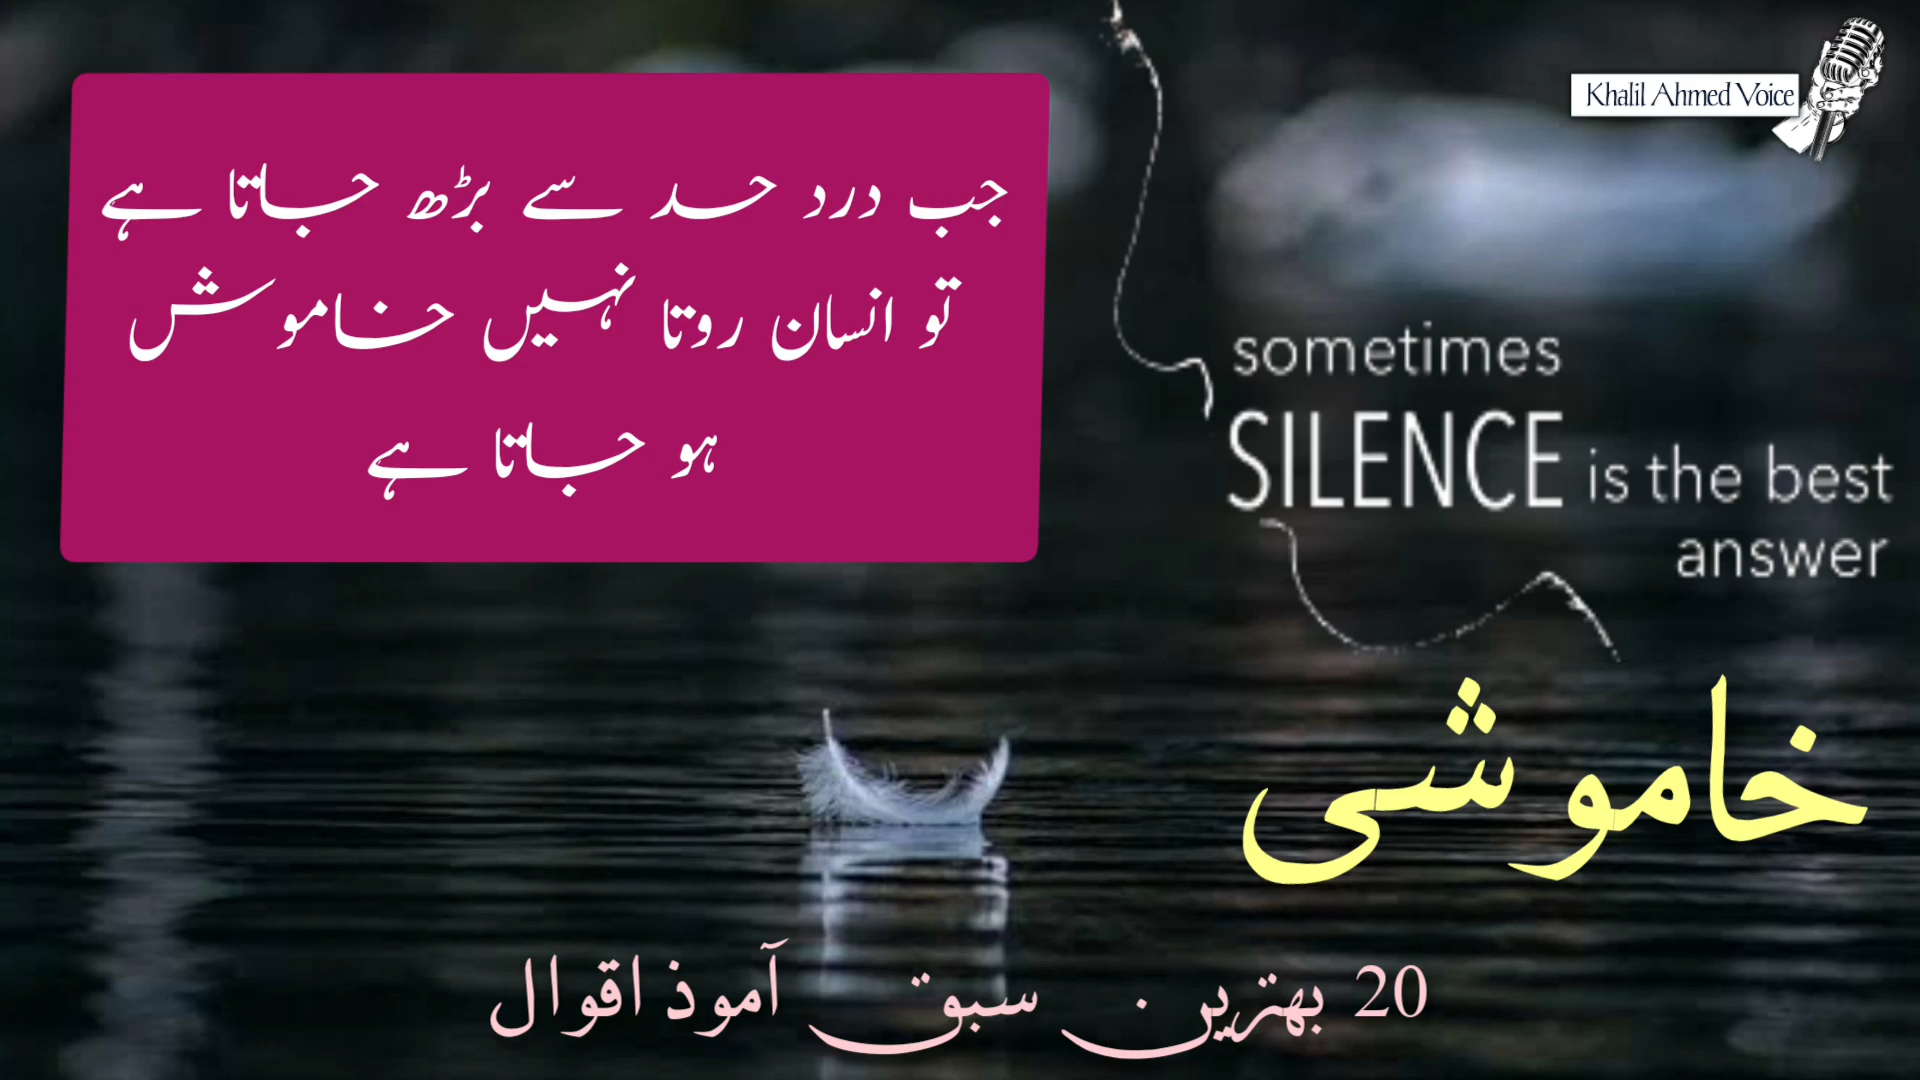 Khalil Ahmed Voice
جب درد حد سے بڑھ جاتا ہے
تو انسان روتا نہیں خاموش
ہو جاتا ہے
sometimes
SILENCE is the best
answer
خاموشی
20 بہترین سبق آموذ اقوال